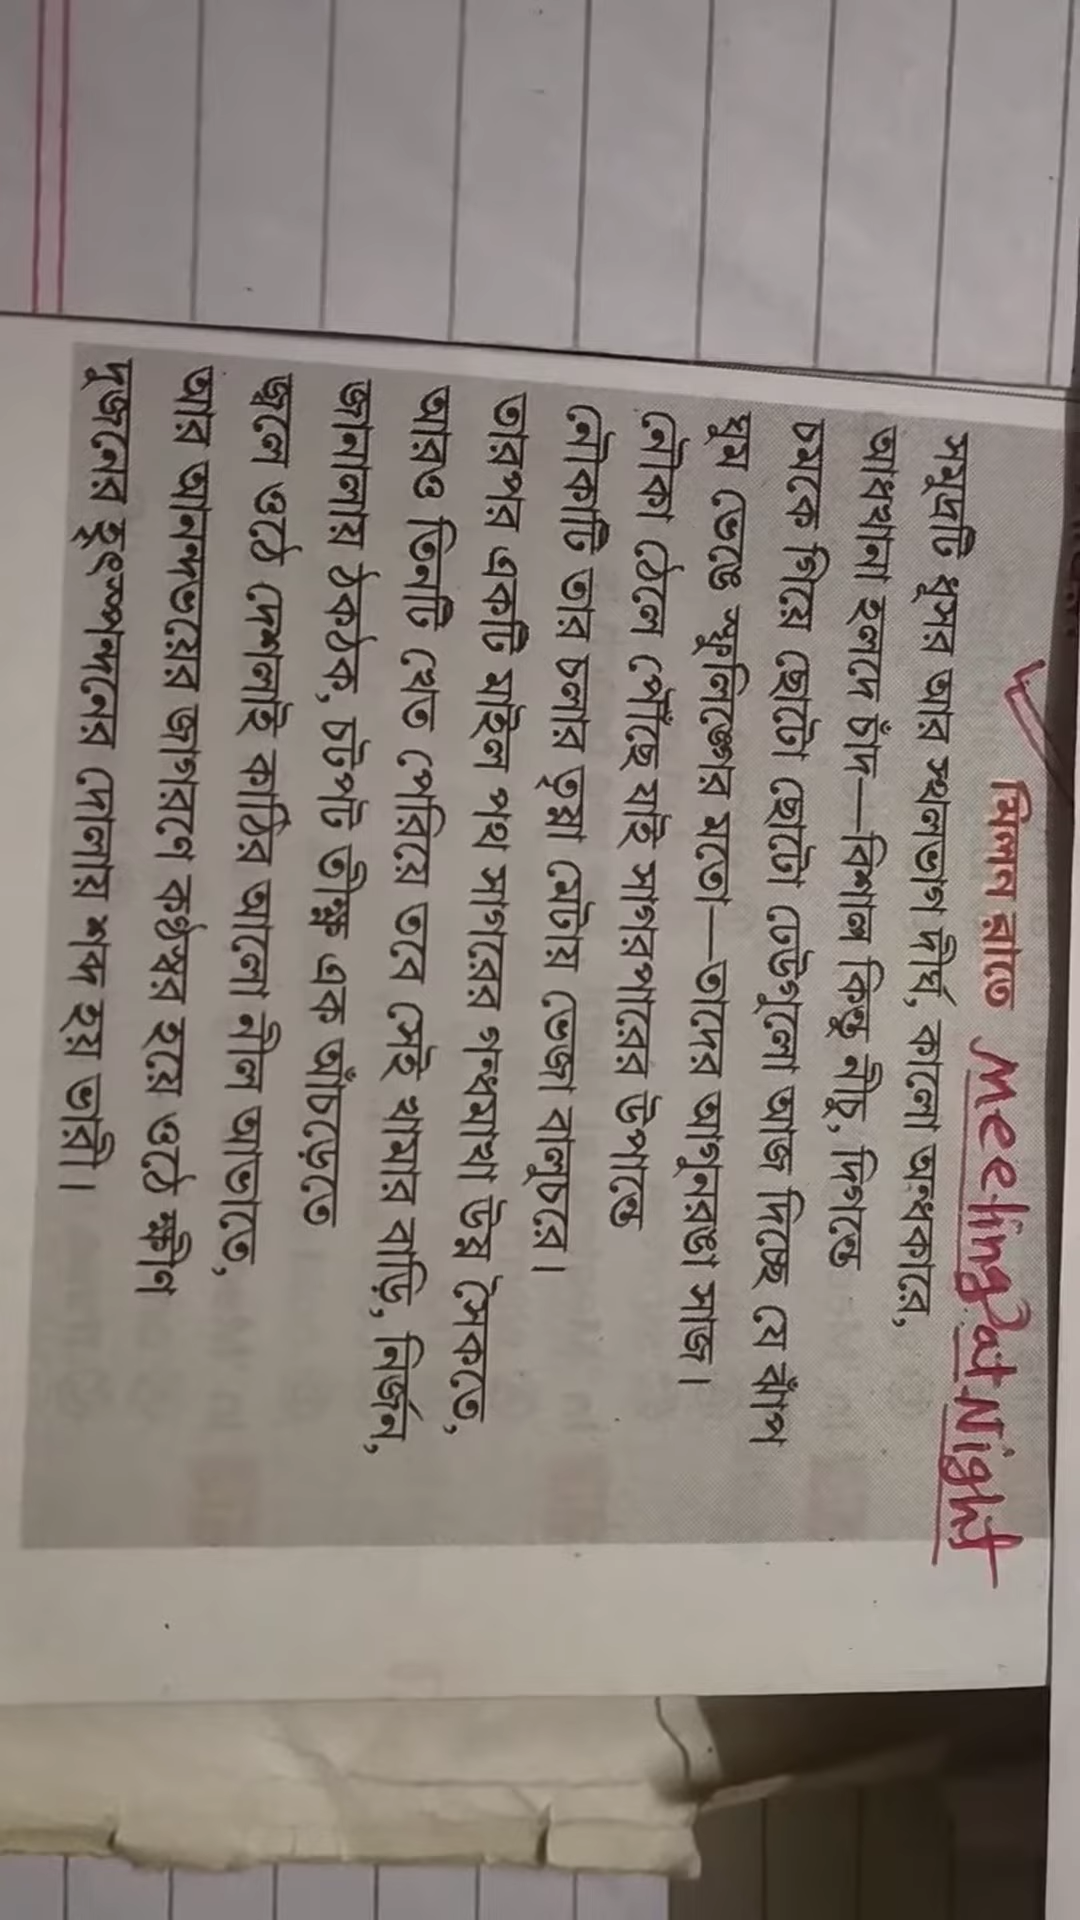 মিলন রাতে Meeting at Night
সমুদ্রটি ধূসর আর স্থলভাগ দীর্ঘ, কালো অন্ধকারে,
আধখানা হলদে চাঁদ—বিশাল কিন্তু নীচু, দিগন্তে
চমকে গিয়ে ছোটো ছোটো ঢেউগুলো আজ দিচ্ছে যে ঝাঁপ
ঘুম ভেঙে স্ফুলিঙ্গের মতো—তাদের আগুনরঙা সাজ।
নৌকা ঠেলে পৌঁছে যাই সাগরপারের উপান্তে
নৌকাটি তার চলার তৃষ্ণা মেটায় ভেজা বালুচরে।
তারপর একটি মাইল পথ সাগরের গন্ধমাখা উষ্ণ সৈকতে,
আরও তিনটি খেত পেরিয়ে তবে সেই খামার বাড়ি, নির্জন,
জানালায় ঠকঠক, চটপট তীক্ষ্ণ এক আঁচড়েতে
জ্বলে ওঠে দেশলাই কাঠির আলো নীল আভাতে,
আর আনন্দভয়ের জাগরণে কণ্ঠস্বর হয়ে ওঠে ক্ষীণ
দুজনের হৃৎস্পন্দনের দোলায় শব্দ হয় ভারী।